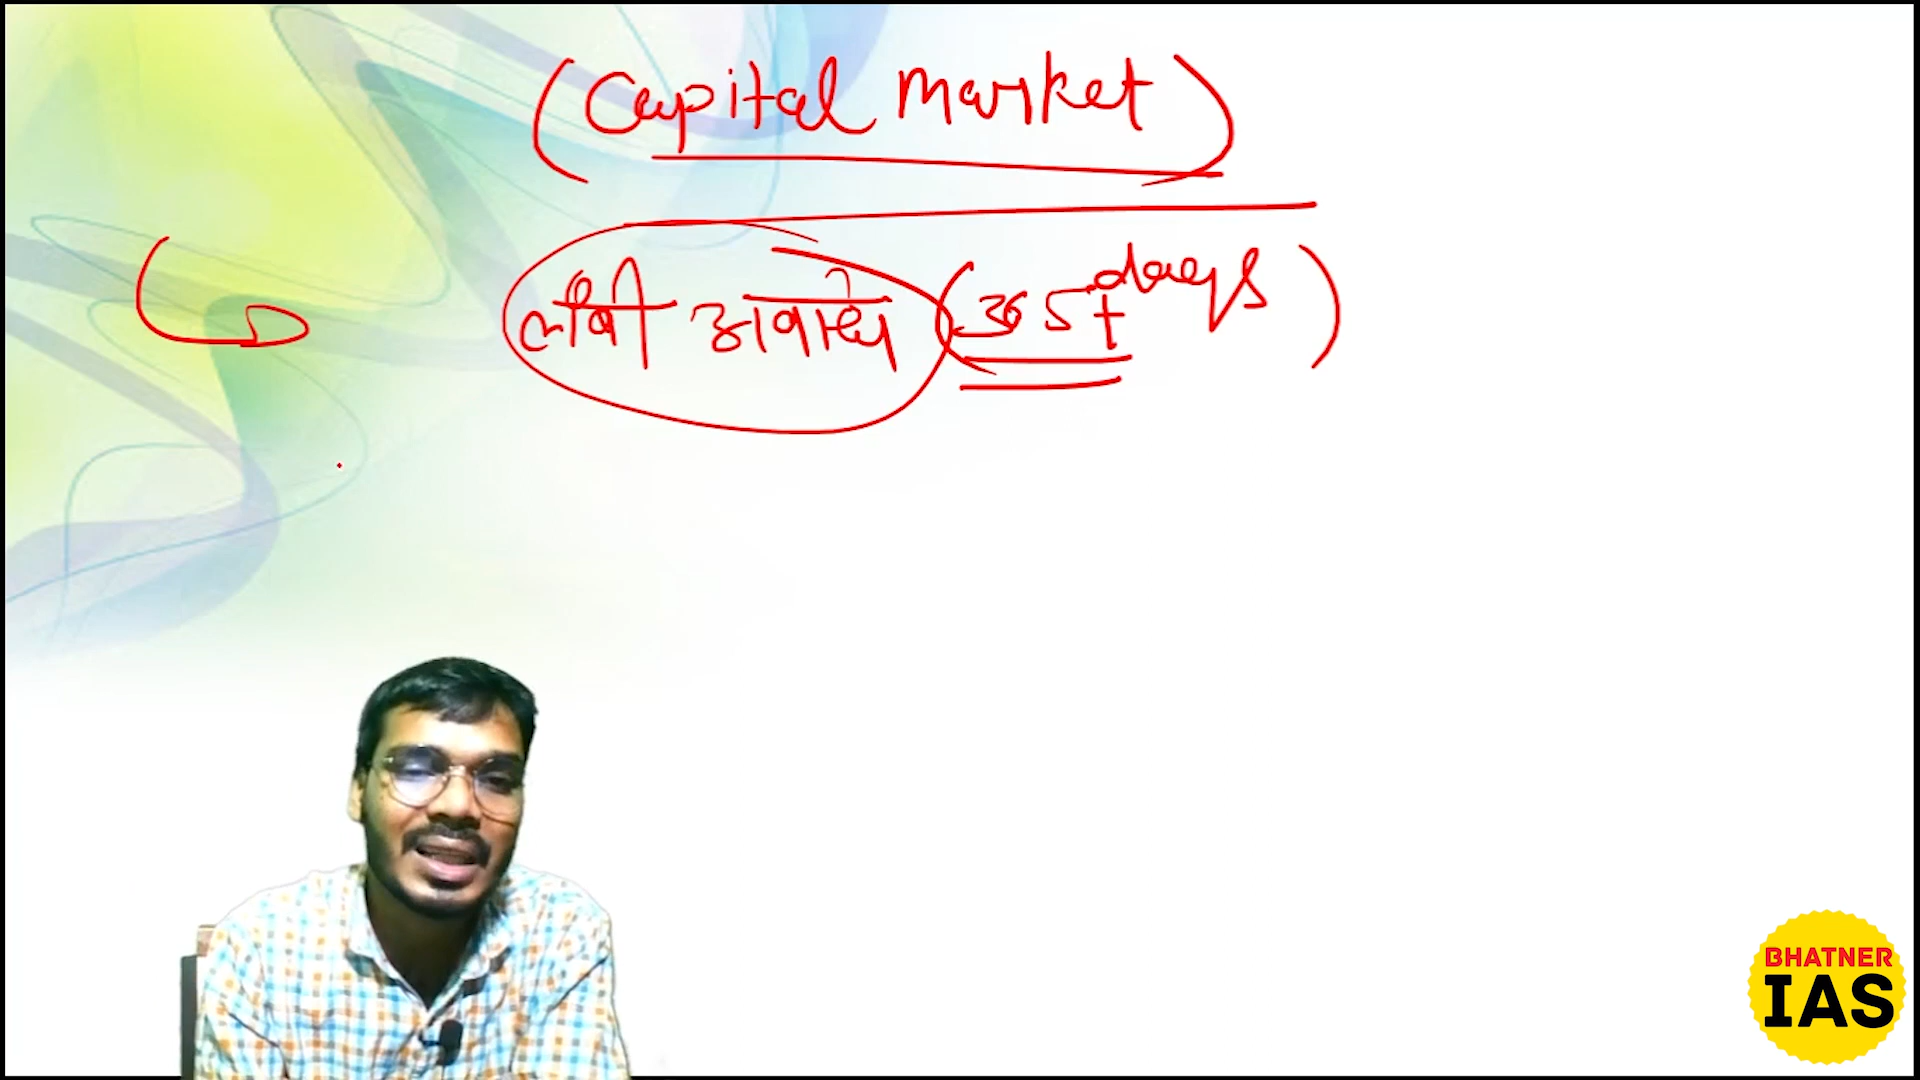 (Capital Market)
लंबी अवधि (365+ days)
BHATNER
IAS